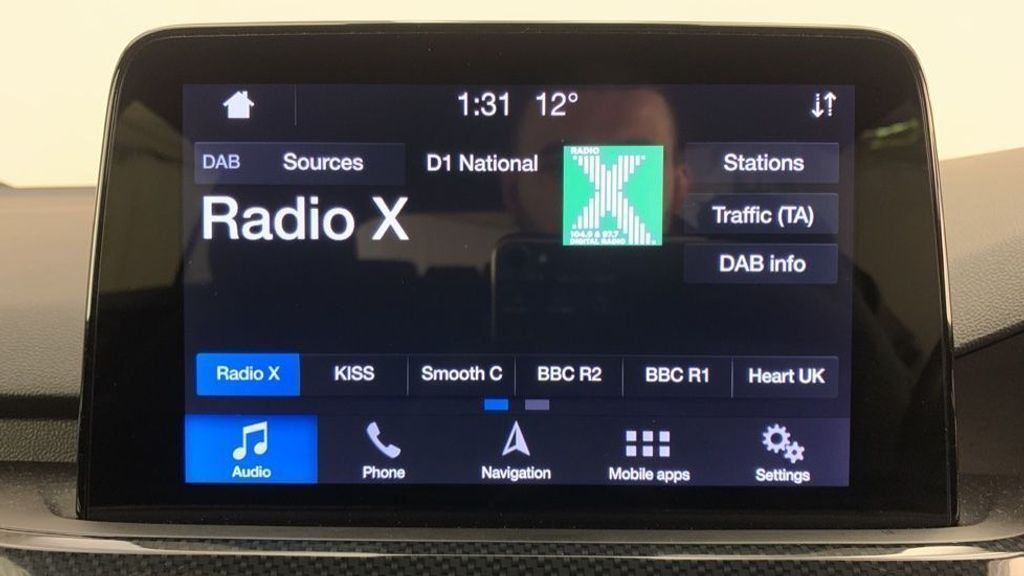 1:31 12°
DAB Sources
D1 National
RADIO
X
104.9 & 97.7
DIGITAL RADIO
Stations
Radio X
Traffic (TA)
DAB info
Radio X KISS Smooth C BBC R2 BBC R1 Heart UK
Audio Phone Navigation Mobile apps Settings